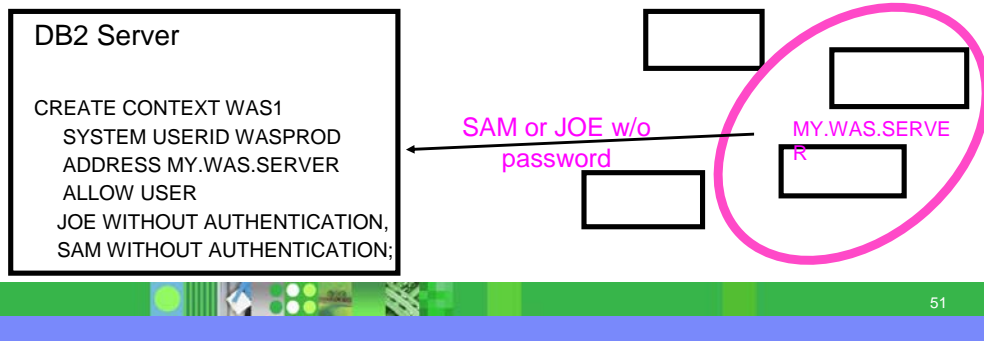 DB2 Server
CREATE CONTEXT WAS1
SYSTEM USERID WASPROD
ADDRESS MY.WAS.SERVER
ALLOW USER
JOE WITHOUT AUTHENTICATION,
SAM WITHOUT AUTHENTICATION;
SAM or JOE w/o
password
MY.WAS.SERVE
R
51